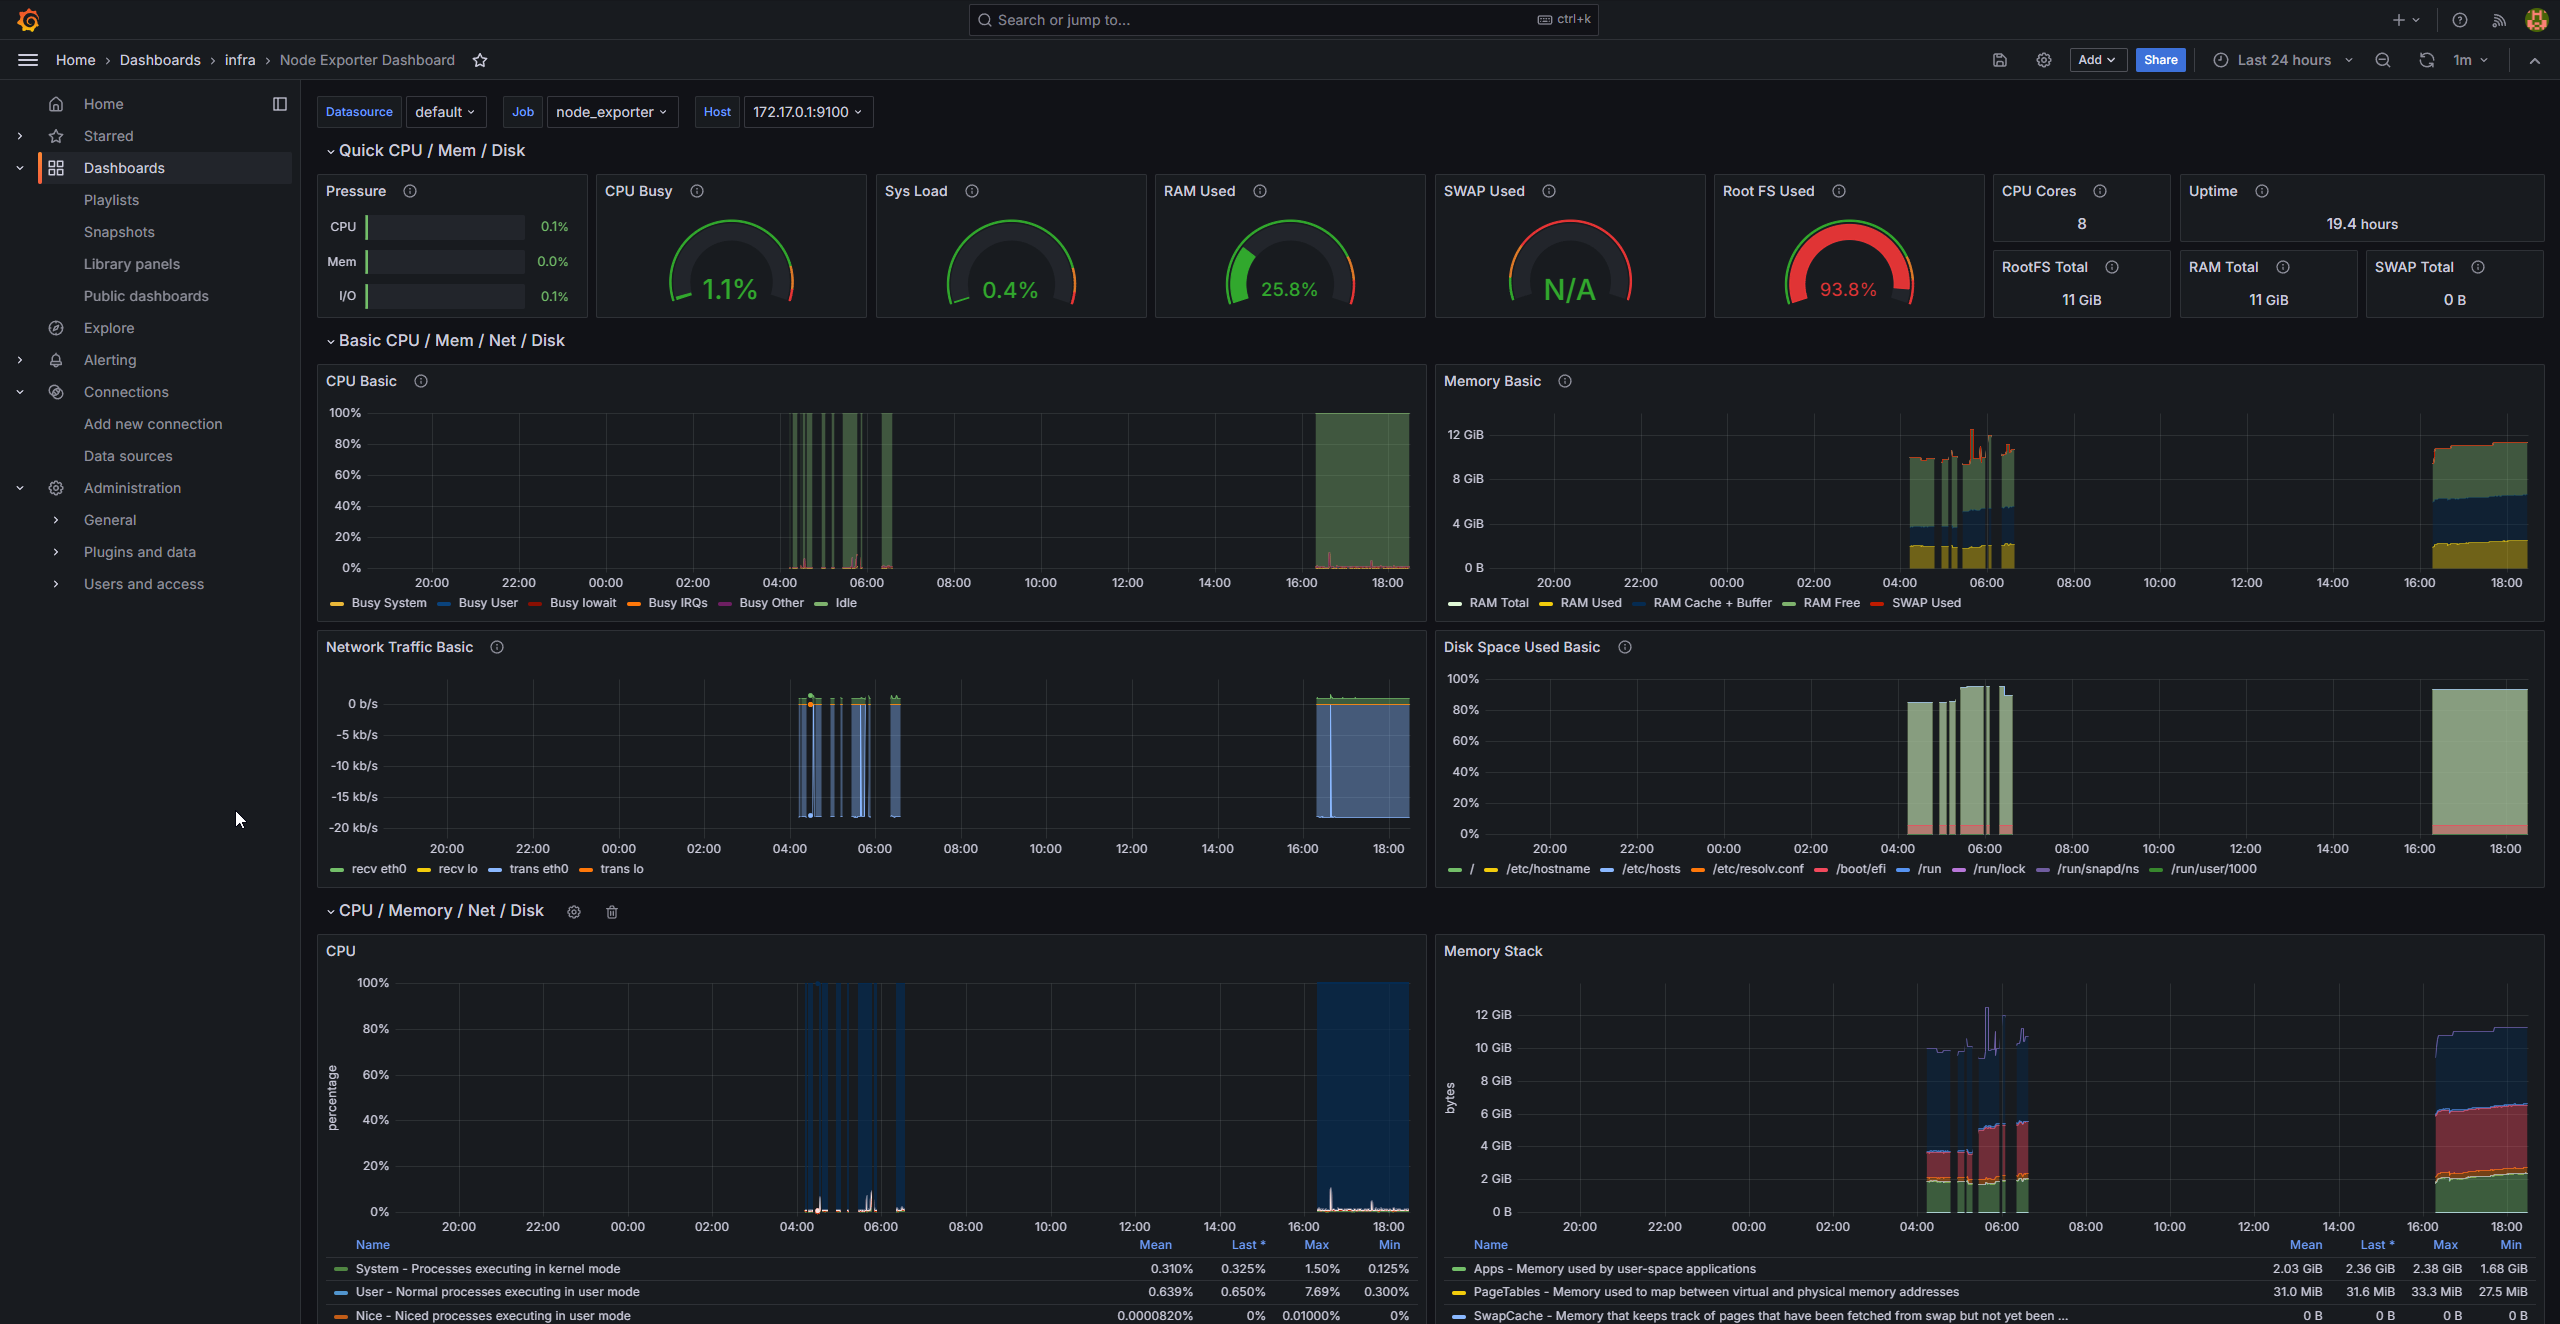 Search or jump to... ctrl+k
Home › Dashboards › infra › Node Exporter Dashboard
Add Share Last 24 hours 1m
Home
Starred
Dashboards
Playlists
Snapshots
Library panels
Public dashboards
Explore
Alerting
Connections
Add new connection
Data sources
Administration
General
Plugins and data
Users and access
Datasource default Job node_exporter Host 172.17.0.1:9100
Quick CPU / Mem / Disk
Pressure
CPU 0.1%
Mem 0.0%
I/O 0.1%
CPU Busy
1.1%
Sys Load
0.4%
RAM Used
25.8%
SWAP Used
N/A
Root FS Used
93.8%
CPU Cores
8
Uptime
19.4 hours
RootFS Total
11 GiB
RAM Total
11 GiB
SWAP Total
0 B
Basic CPU / Mem / Net / Disk
CPU Basic
100%
80%
60%
40%
20%
0%
20:00 22:00 00:00 02:00 04:00 06:00 08:00 10:00 12:00 14:00 16:00 18:00
Busy System Busy User Busy Iowait Busy IRQs Busy Other Idle
Memory Basic
12 GiB
8 GiB
4 GiB
0 B
20:00 22:00 00:00 02:00 04:00 06:00 08:00 10:00 12:00 14:00 16:00 18:00
RAM Total RAM Used RAM Cache + Buffer RAM Free SWAP Used
Network Traffic Basic
0 b/s
-5 kb/s
-10 kb/s
-15 kb/s
-20 kb/s
20:00 22:00 00:00 02:00 04:00 06:00 08:00 10:00 12:00 14:00 16:00 18:00
recv eth0 recv lo trans eth0 trans lo
Disk Space Used Basic
100%
80%
60%
40%
20%
0%
20:00 22:00 00:00 02:00 04:00 06:00 08:00 10:00 12:00 14:00 16:00 18:00
/ /etc/hostname /etc/hosts /etc/resolv.conf /boot/efi /run /run/lock /run/snapd/ns /run/user/1000
CPU / Memory / Net / Disk
CPU
percentage
100%
80%
60%
40%
20%
0%
20:00 22:00 00:00 02:00 04:00 06:00 08:00 10:00 12:00 14:00 16:00 18:00
Name Mean Last * Max Min
System - Processes executing in kernel mode 0.310% 0.325% 1.50% 0.125%
User - Normal processes executing in user mode 0.639% 0.650% 7.69% 0.300%
Nice - Niced processes executing in user mode 0.0000820% 0% 0.01000% 0%
Memory Stack
bytes
12 GiB
10 GiB
8 GiB
6 GiB
4 GiB
2 GiB
0 B
20:00 22:00 00:00 02:00 04:00 06:00 08:00 10:00 12:00 14:00 16:00 18:00
Name Mean Last * Max Min
Apps - Memory used by user-space applications 2.03 GiB 2.36 GiB 2.38 GiB 1.68 GiB
PageTables - Memory used to map between virtual and physical memory addresses 31.0 MiB 31.6 MiB 33.3 MiB 27.5 MiB
SwapCache - Memory that keeps track of pages that have been fetched from swap but not yet been ... 0 B 0 B 0 B 0 B